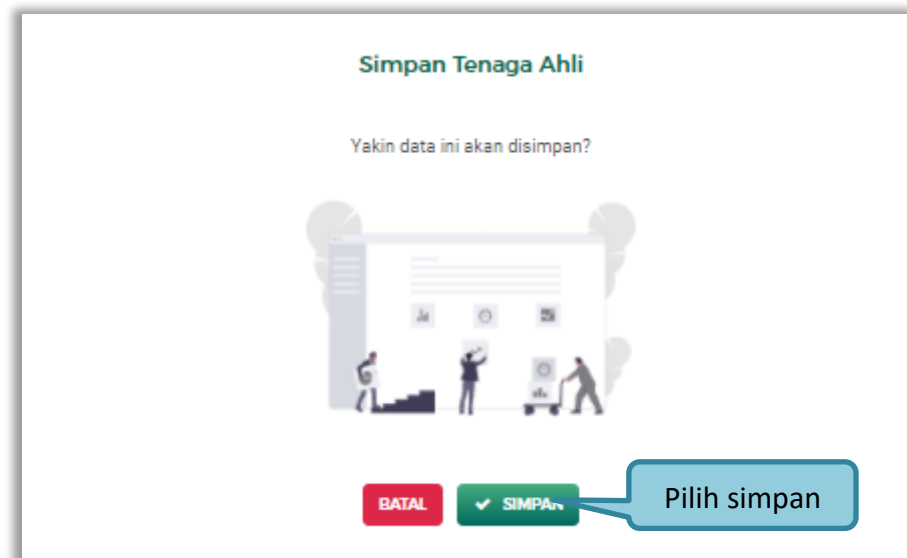 Simpan Tenaga Ahli
Yakin data ini akan disimpan?
BATAL
SIMPAN
Pilih simpan